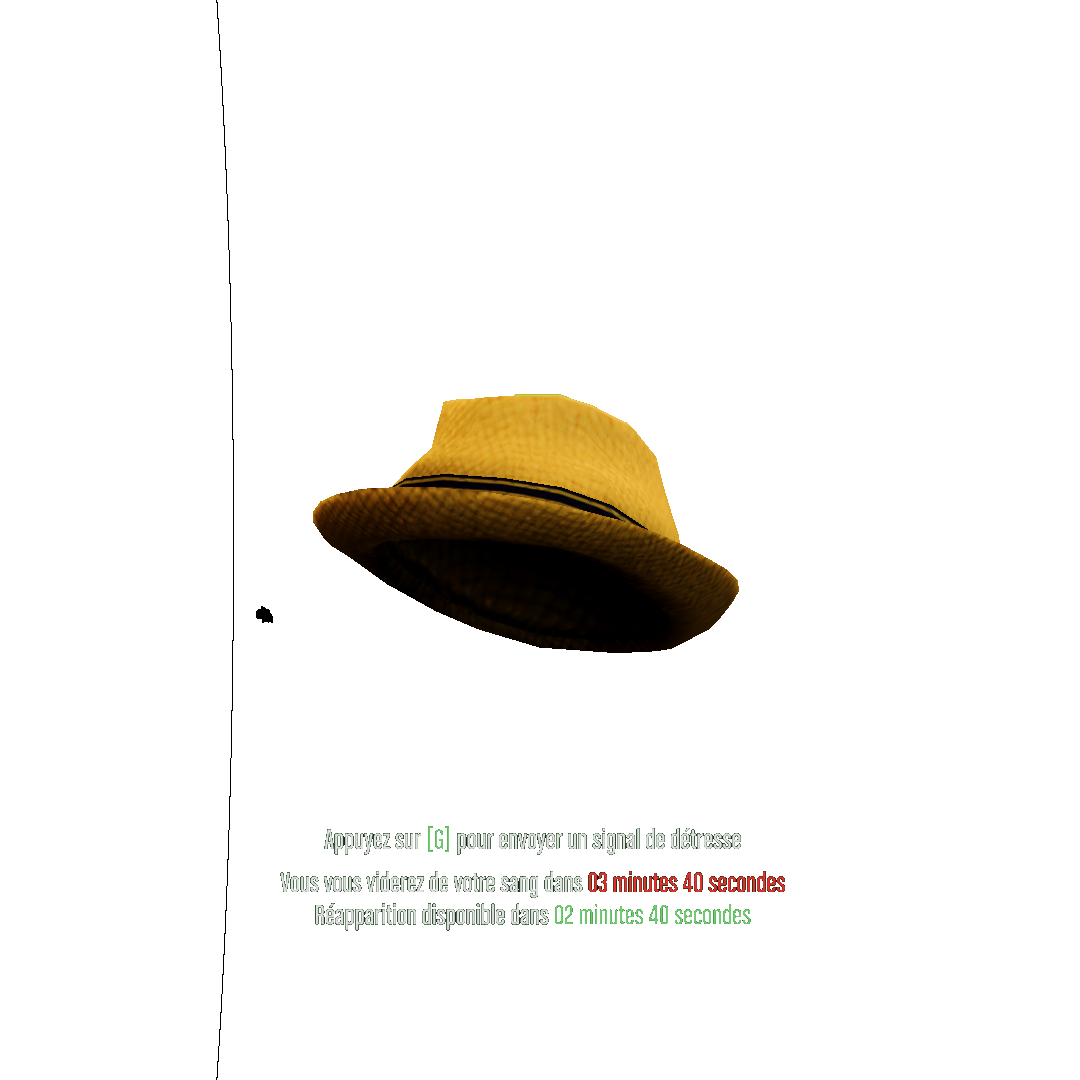 Appuyez sur [G] pour envoyer un signal de détresse
Vous vous viderez de votre sang dans 03 minutes 40 secondes
Réapparition disponible dans 02 minutes 40 secondes